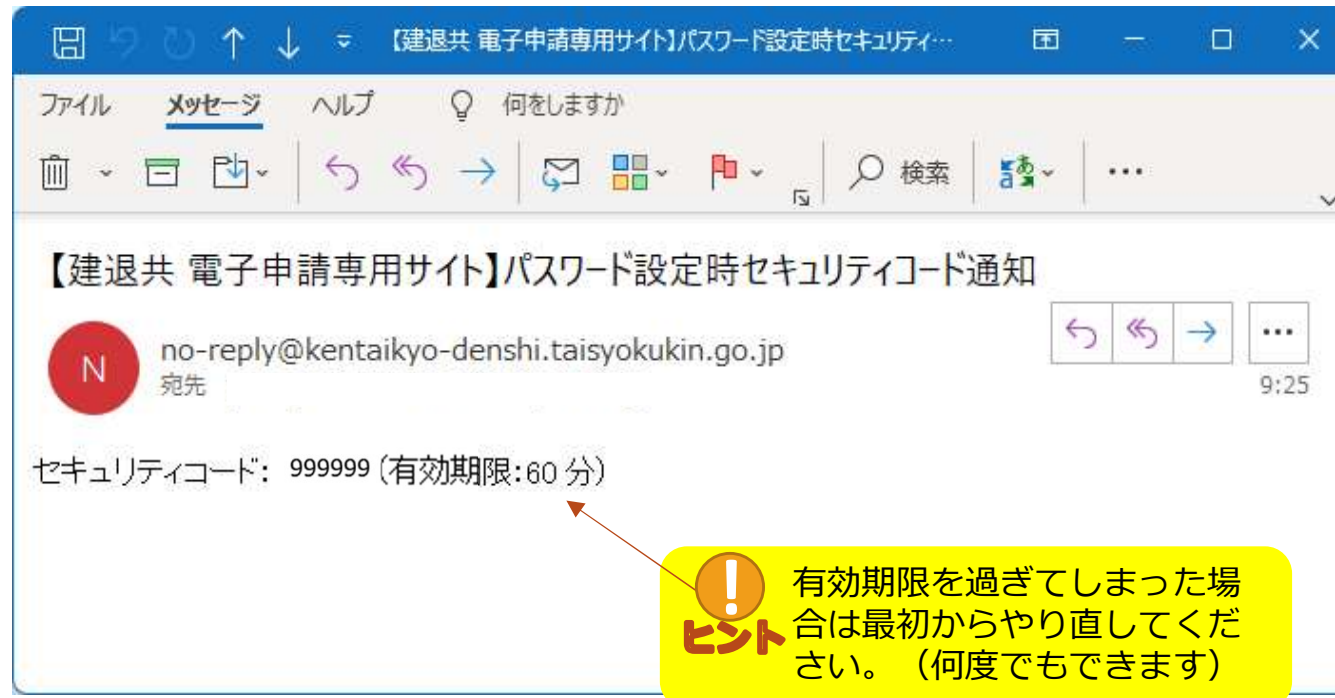 【建退共 電子申請専用サイト】パスワード設定時セキュリティ…
ファイル メッセージ ヘルプ 何をしますか
検索
【建退共 電子申請専用サイト】パスワード設定時セキュリティコード通知
N
no-reply@kentaikyo-denshi.taisyokukin.go.jp
宛先
9:25
セキュリティコード: 999999 (有効期限:60 分)
ヒント
有効期限を過ぎてしまった場
合は最初からやり直してくだ
さい。（何度でもできます）